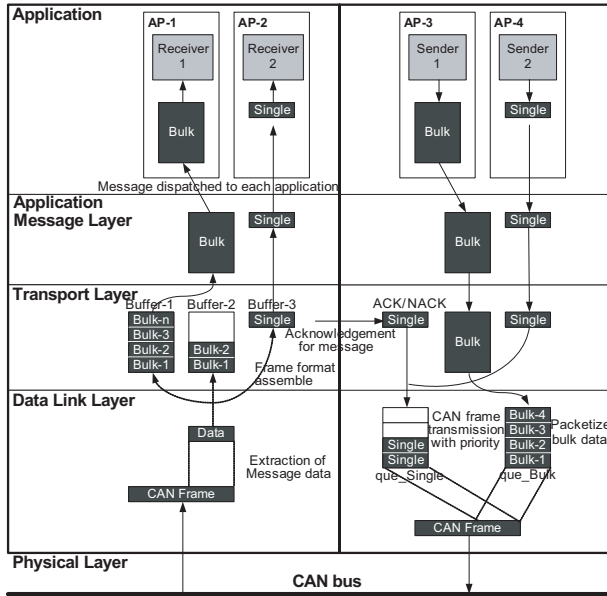 Application
AP-1
AP-2
AP-3
AP-4
Receiver
1
Receiver
2
Sender
1
Sender
2
Bulk
Single
Bulk
Single
Message dispatched to each application
Application
Message Layer
Bulk
Single
Bulk
Single
Transport Layer
Buffer-1
Buffer-2
Buffer-3
ACK/NACK
Bulk-n
Bulk-3
Bulk-2
Bulk-1
Bulk-2
Bulk-1
Single
Single
Bulk
Single
Acknowledgement
for message
Frame format
assemble
Data Link Layer
Data
Extraction of
Message data
CAN Frame
Single
Single
que_Single
CAN frame
transmission
with priority
Bulk-4
Bulk-3
Bulk-2
Bulk-1
que_Bulk
Packetize
bulk data
CAN Frame
Physical Layer
CAN bus